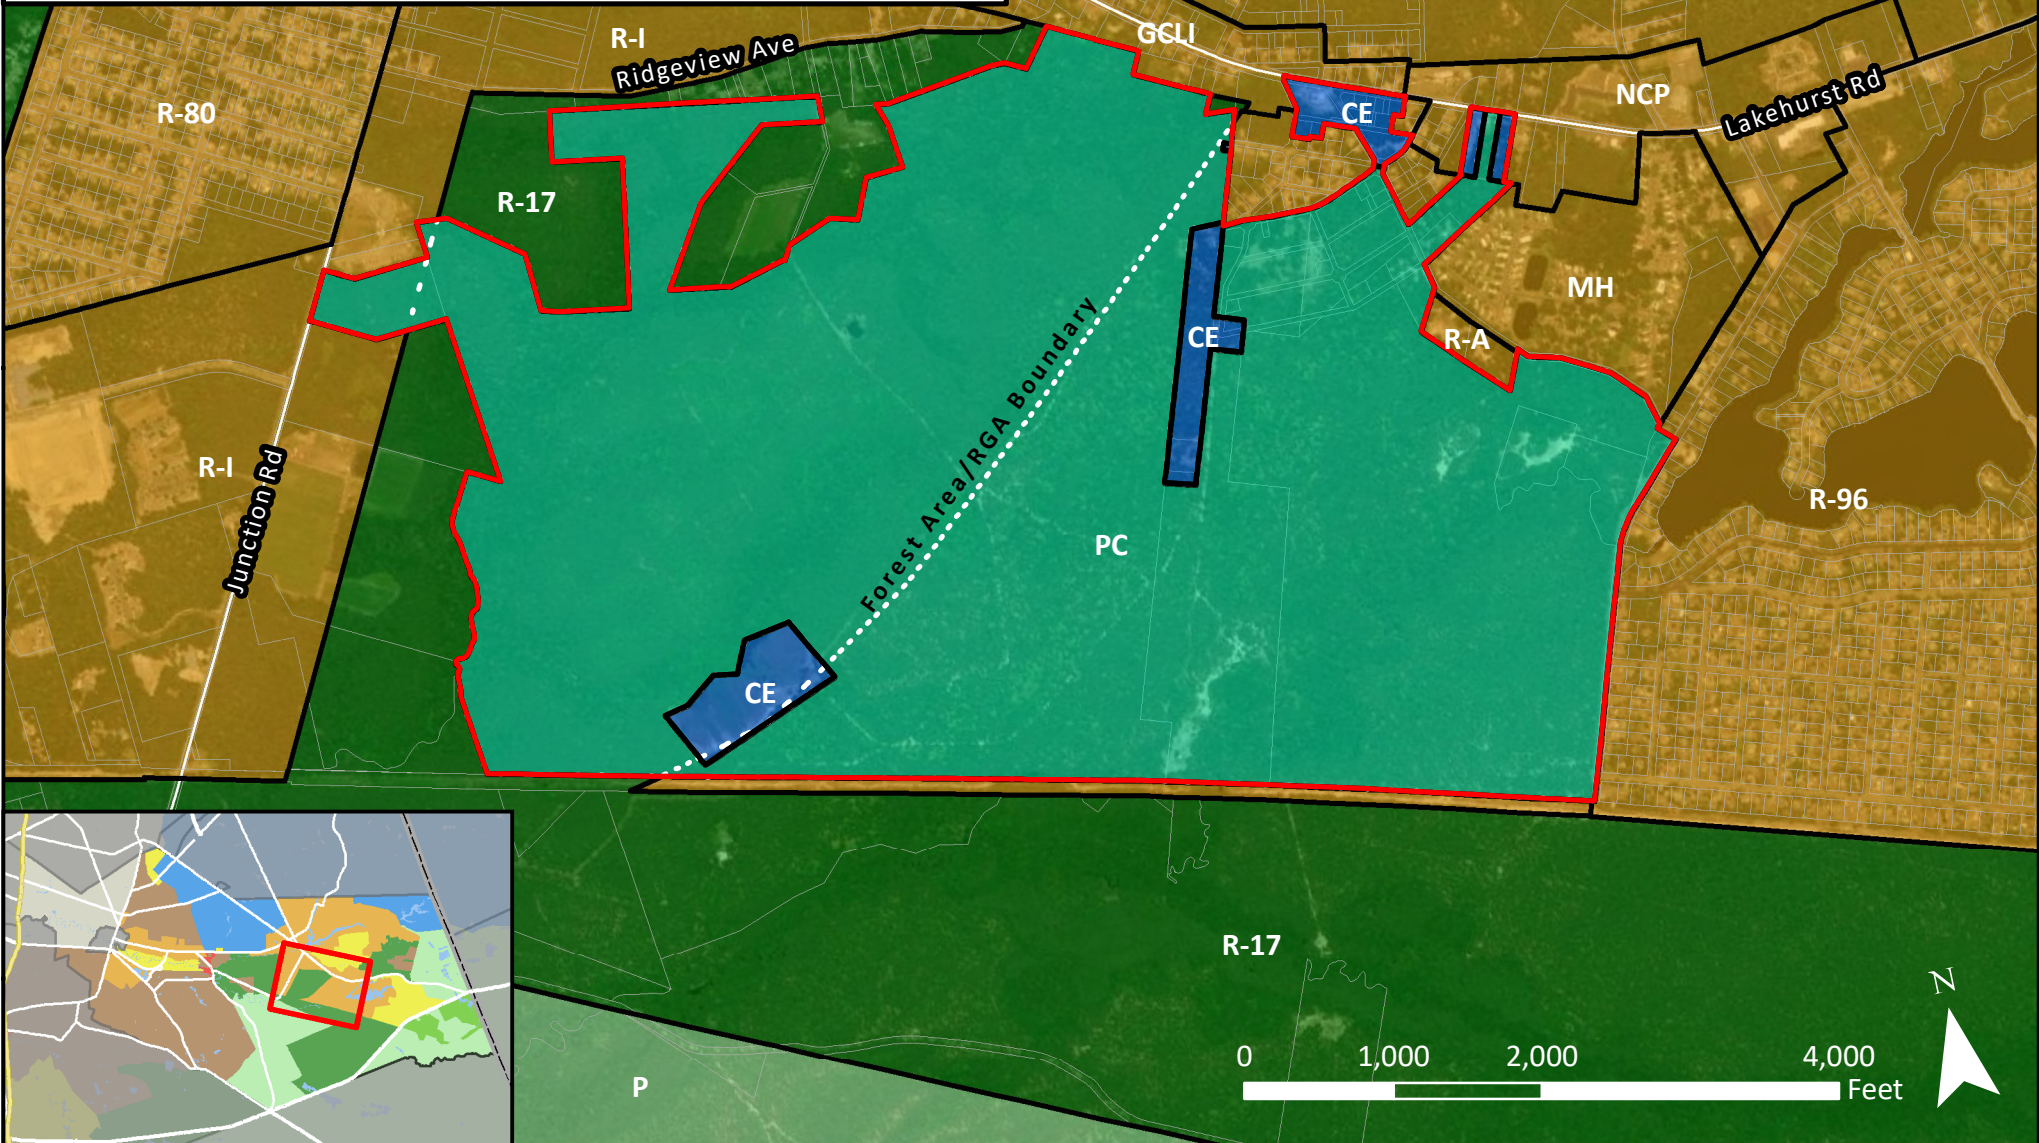 R-I
GCLI
Ridgeview Ave
R-80
CE
NCP
Lakehurst Rd
R-17
MH
CE
R-A
Forest Area/RGA Boundary
R-I
Junction Rd
R-96
PC
CE
R-17
N
0 1,000 2,000 4,000
Feet
P